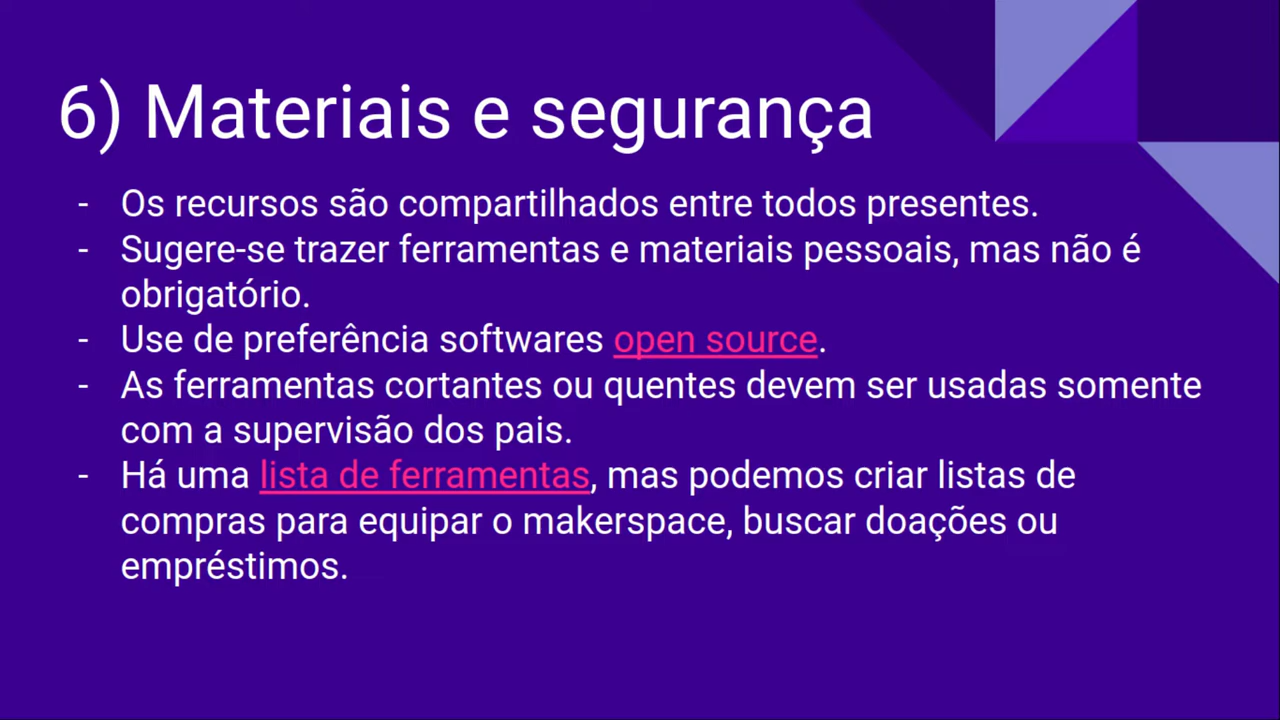 6) Materiais e segurança
- Os recursos são compartilhados entre todos presentes.
- Sugere-se trazer ferramentas e materiais pessoais, mas não é
obrigatório.
- Use de preferência softwares open source.
- As ferramentas cortantes ou quentes devem ser usadas somente
com a supervisão dos pais.
- Há uma lista de ferramentas, mas podemos criar listas de
compras para equipar o makerspace, buscar doações ou
empréstimos.